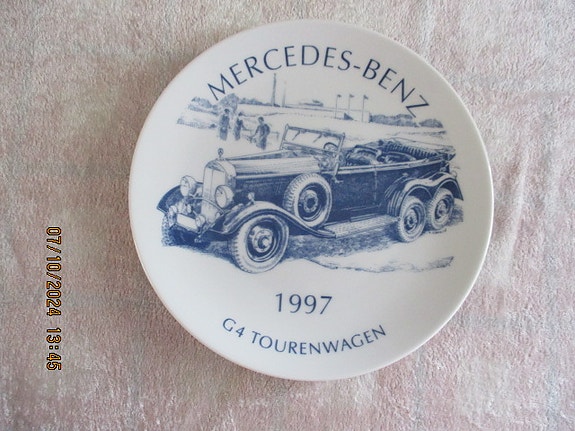 MERCEDES-BENZ
1997
G4 TOURENWAGEN
07/10/2024 13:45